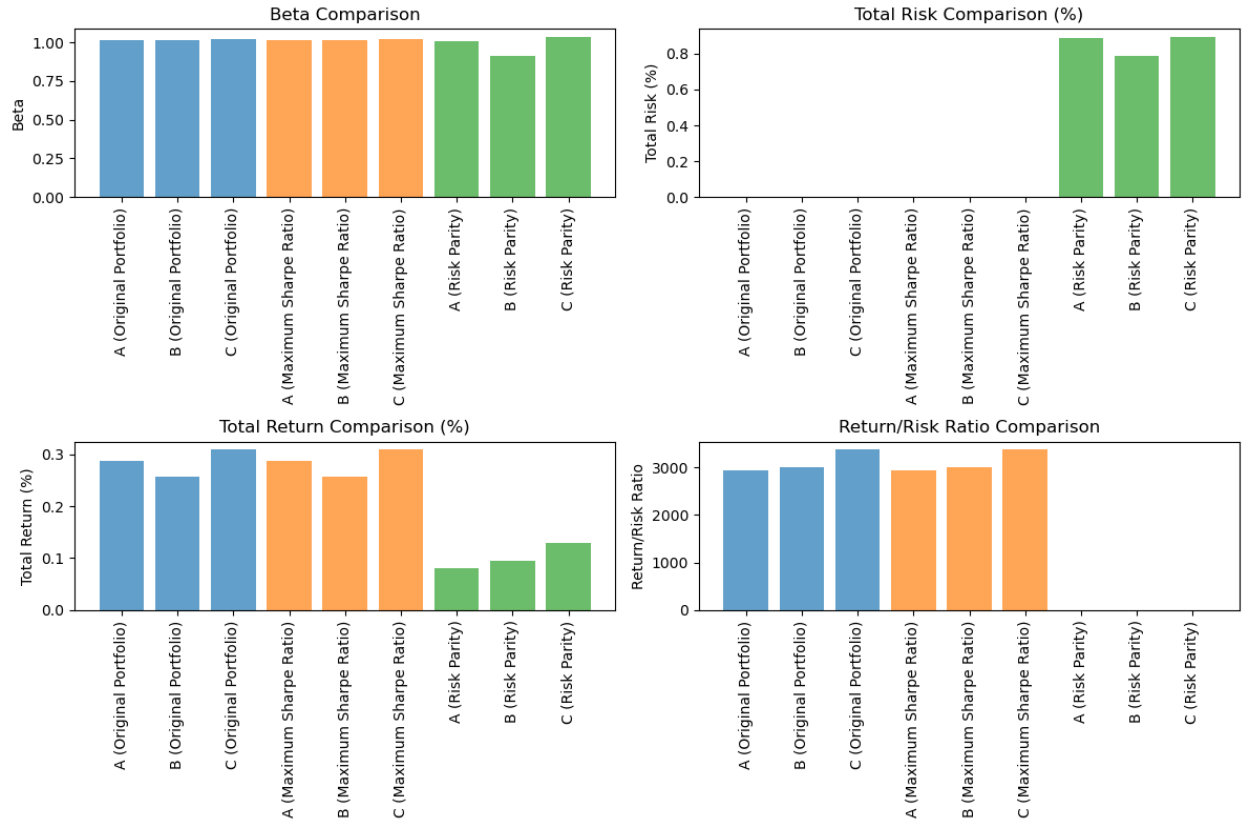 Beta Comparison
Beta
1.00
0.75
0.50
0.25
0.00
A (Original Portfolio)
B (Original Portfolio)
C (Original Portfolio)
A (Maximum Sharpe Ratio)
B (Maximum Sharpe Ratio)
C (Maximum Sharpe Ratio)
A (Risk Parity)
B (Risk Parity)
C (Risk Parity)
Total Risk Comparison (%)
Total Risk (%)
0.8
0.6
0.4
0.2
0.0
A (Original Portfolio)
B (Original Portfolio)
C (Original Portfolio)
A (Maximum Sharpe Ratio)
B (Maximum Sharpe Ratio)
C (Maximum Sharpe Ratio)
A (Risk Parity)
B (Risk Parity)
C (Risk Parity)
Total Return Comparison (%)
Total Return (%)
0.3
0.2
0.1
0.0
A (Original Portfolio)
B (Original Portfolio)
C (Original Portfolio)
A (Maximum Sharpe Ratio)
B (Maximum Sharpe Ratio)
C (Maximum Sharpe Ratio)
A (Risk Parity)
B (Risk Parity)
C (Risk Parity)
Return/Risk Ratio Comparison
Return/Risk Ratio
3000
2000
1000
0
A (Original Portfolio)
B (Original Portfolio)
C (Original Portfolio)
A (Maximum Sharpe Ratio)
B (Maximum Sharpe Ratio)
C (Maximum Sharpe Ratio)
A (Risk Parity)
B (Risk Parity)
C (Risk Parity)